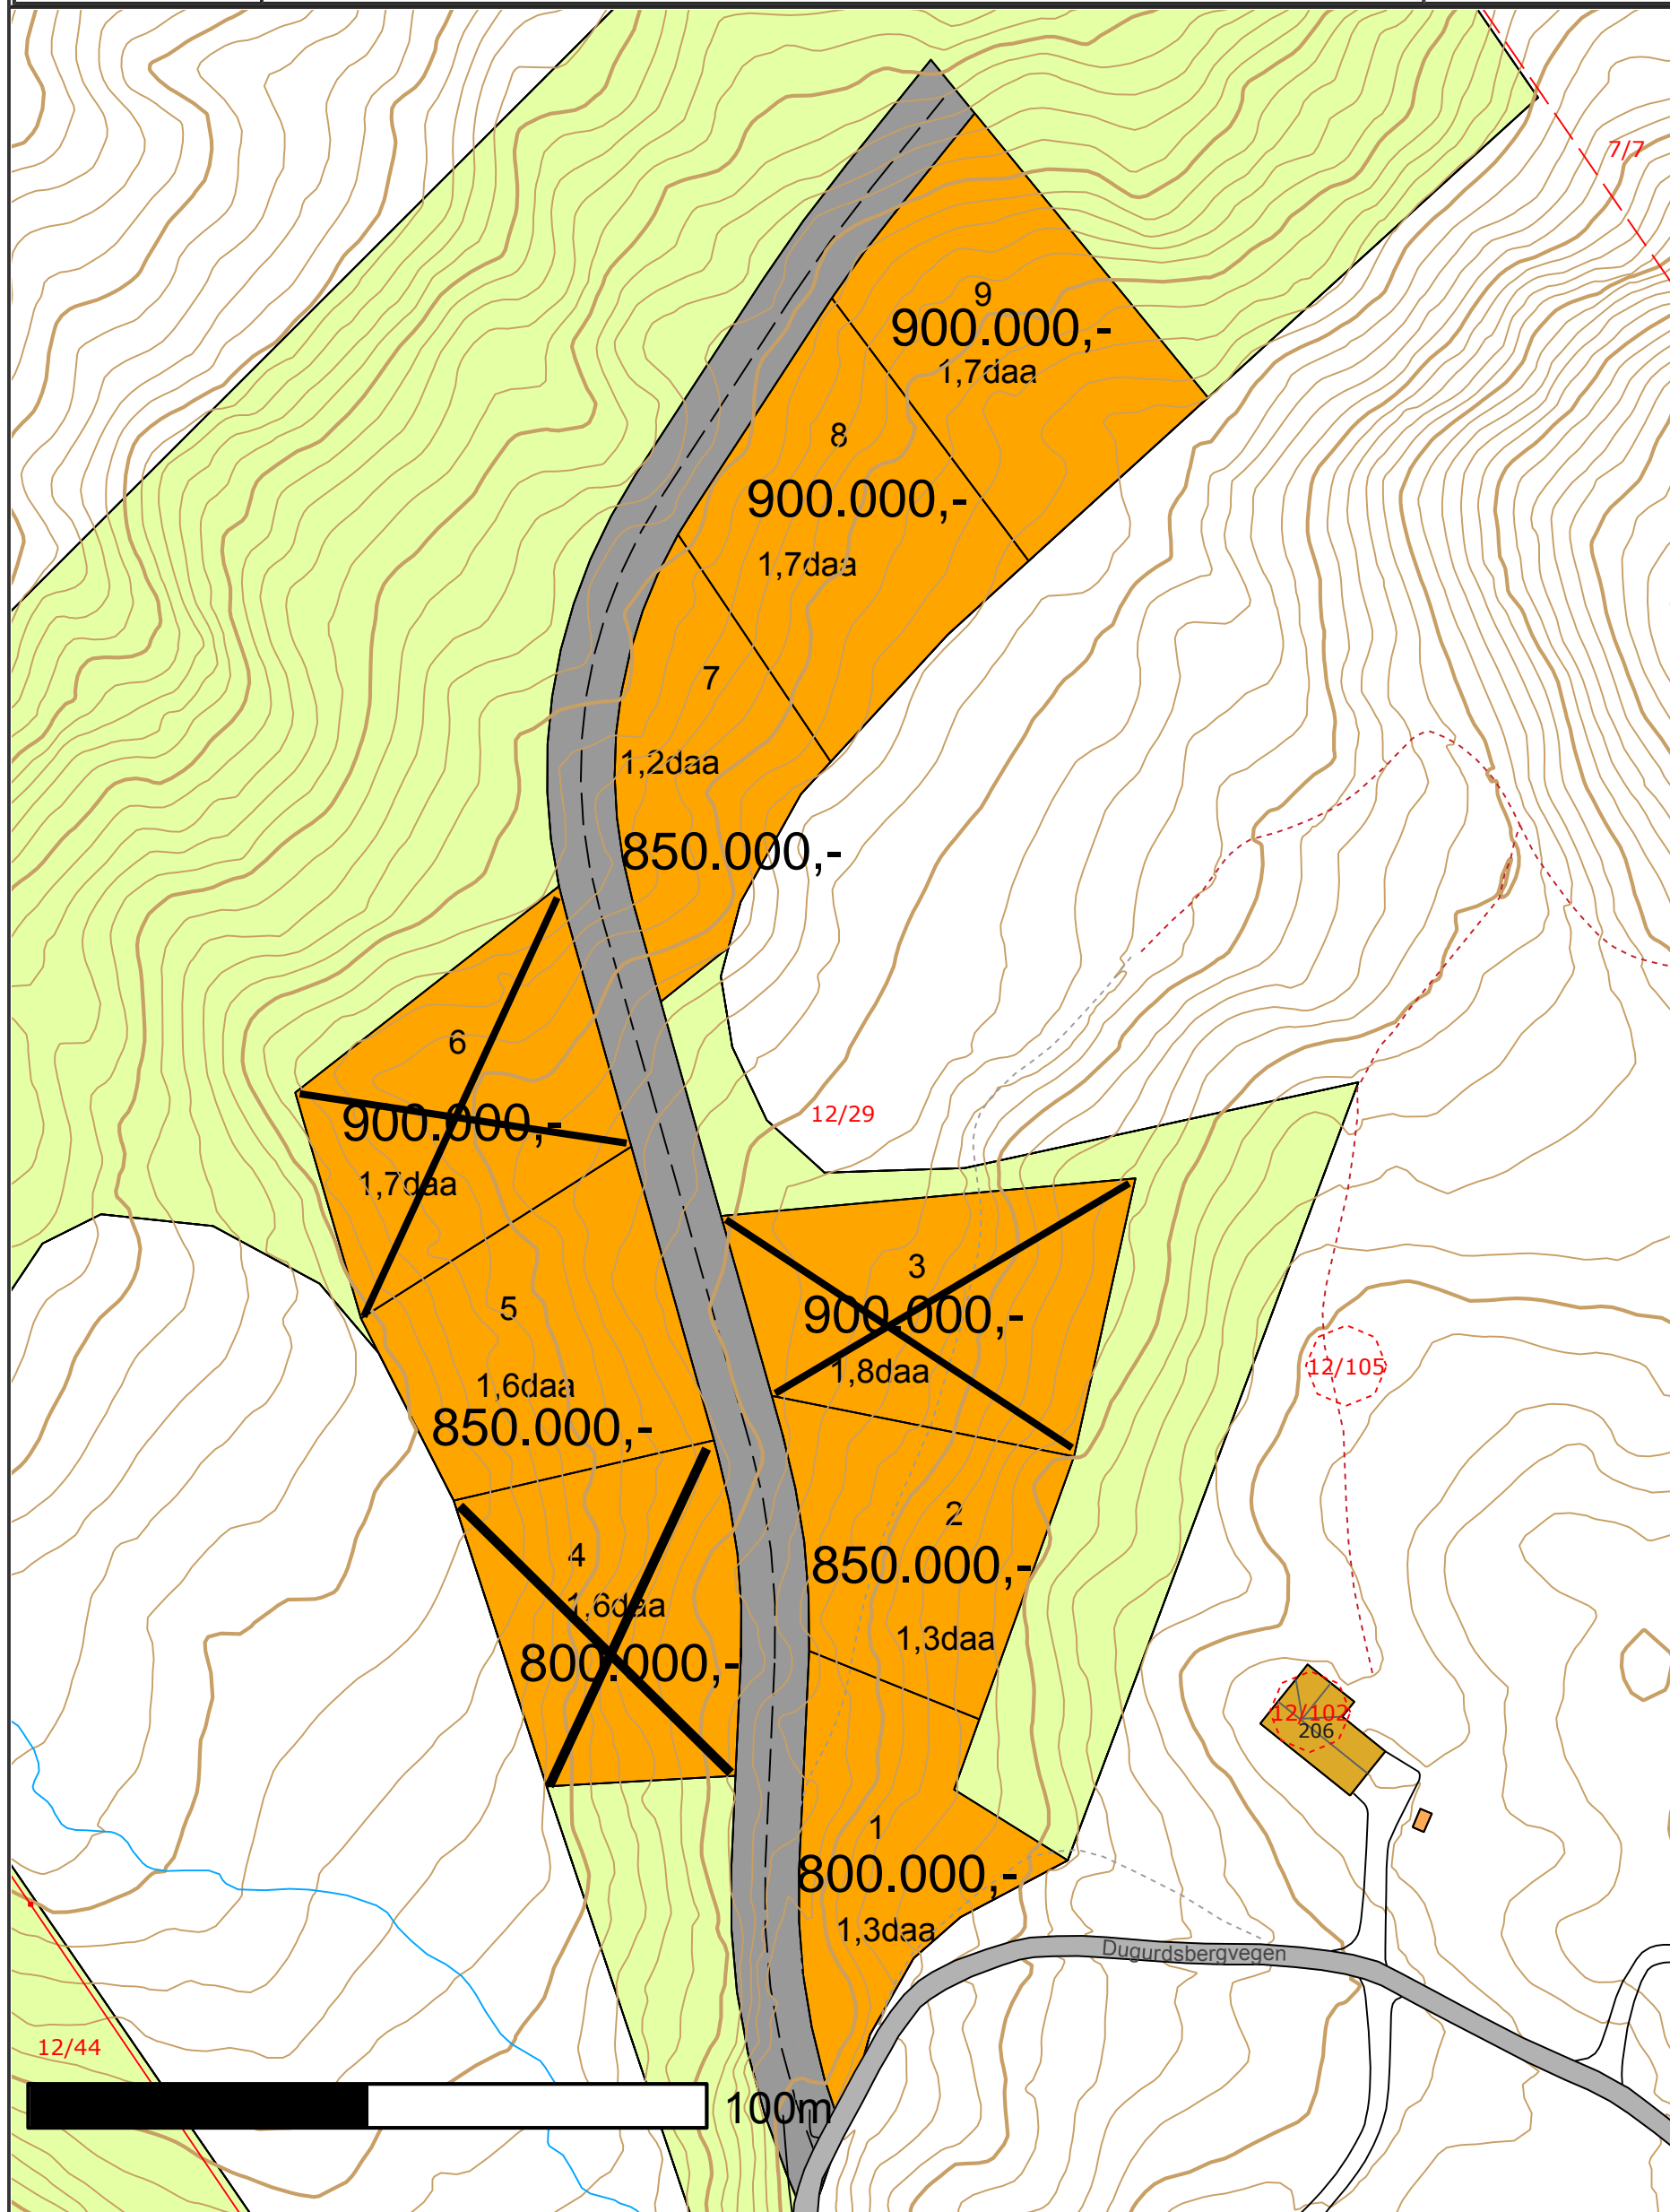 7/7
9
900.000,-
1,7daa
8
900.000,-
1,7daa
7
1,2daa
850.000,-
6
900.000,-
1,7daa
12/29
3
900.000,-
1,8daa
5
1,6daa
850.000,-
12/105
2
850.000,-
1,3daa
4
1,6daa
800.000,-
12/102
206
1
800.000,-
1,3daa
Dugurdsbergvegen
12/44
100m